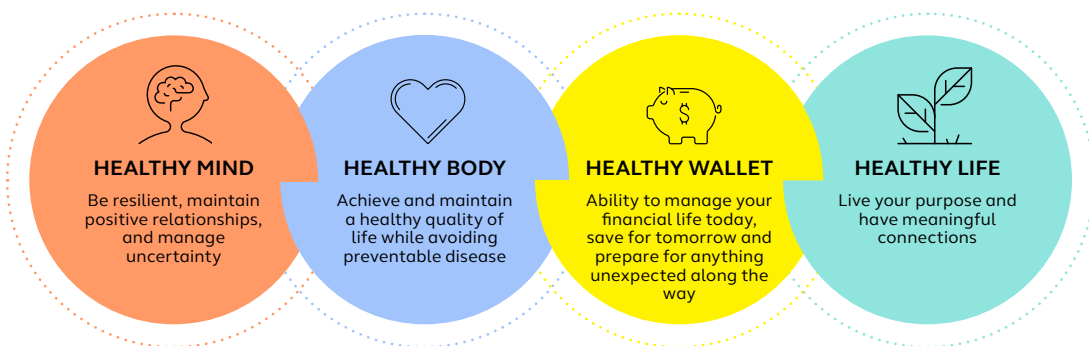 $
HEALTHY MIND
Be resilient, maintain
positive relationships,
and manage
uncertainty
HEALTHY BODY
Achieve and maintain
a healthy quality of
life while avoiding
preventable disease
HEALTHY WALLET
Ability to manage your
financial life today,
save for tomorrow and
prepare for anything
unexpected along the
way
HEALTHY LIFE
Live your purpose and
have meaningful
connections